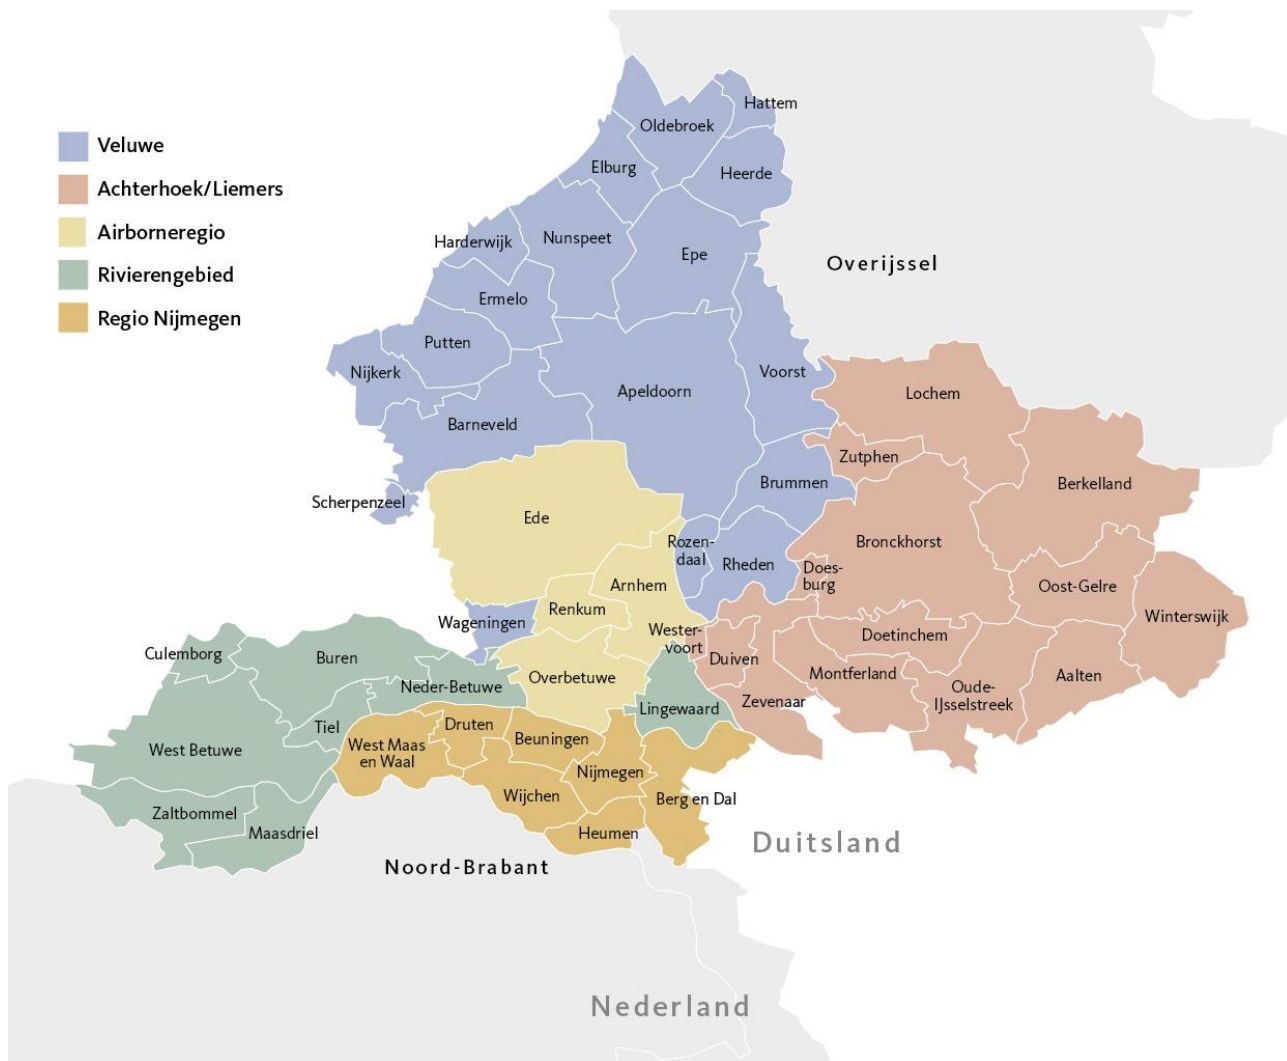 Veluwe
Achterhoek/Liemers
Airborneregio
Rivierengebied
Regio Nijmegen
Hattem
Oldebroek
Elburg
Heerde
Harderwijk
Nunspeet
Epe
Overijssel
Ermelo
Putten
Nijkerk
Voorst
Apeldoorn
Lochem
Barneveld
Zutphen
Brummen
Berkelland
Scherpenzeel
Ede
Rozen-
daal
Rheden
Bronckhorst
Does-
burg
Arnhem
Oost-Gelre
Renkum
Winterswijk
Wageningen
Wester-
voort
Doetinchem
Culemborg
Buren
Duiven
Montferland
Aalten
Overbetuwe
Neder-Betuwe
Oude-
IJsselstreek
Zevenaar
Lingewaard
Tiel
Druten
Beuningen
West Betuwe
West Maas
en Waal
Nijmegen
Wijchen
Berg en Dal
Zaltbommel
Maasdriel
Heumen
Duitsland
Noord-Brabant
Nederland